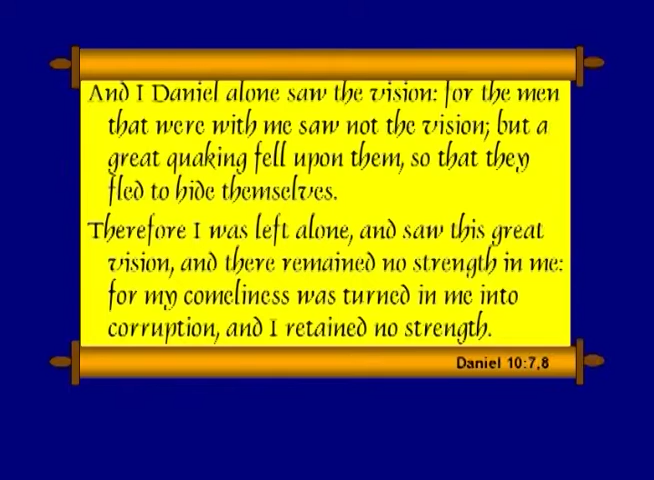 And I Daniel alone saw the vision: for the men
that were with me saw not the vision; but a
great quaking fell upon them, so that they
fled to hide themselves.
Therefore I was left alone, and saw this great
vision, and there remained no strength in me:
for my comeliness was turned in me into
corruption, and I retained no strength.
Daniel 10:7,8